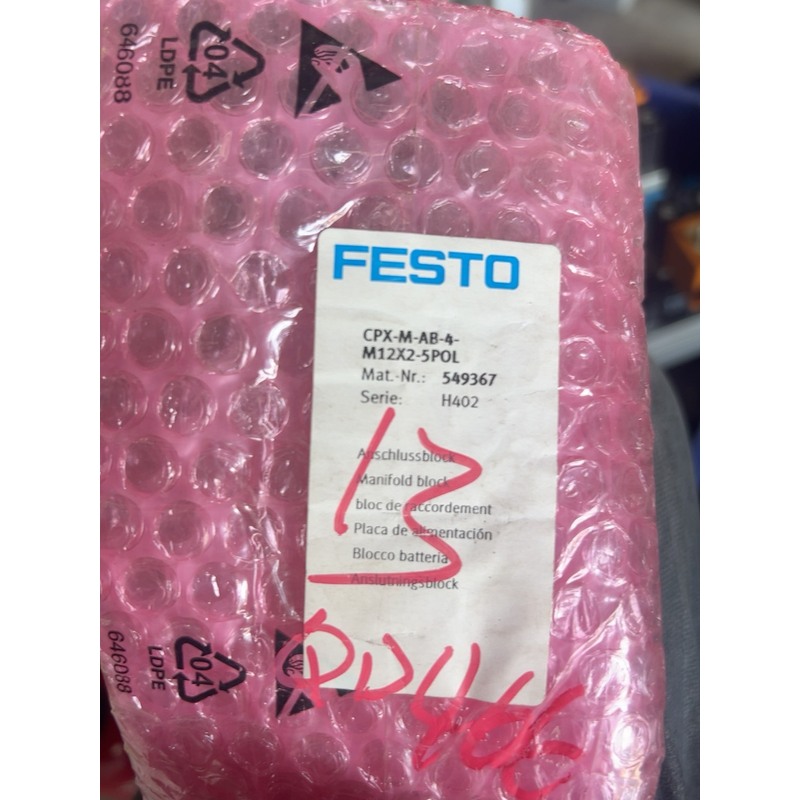 646088
LDPE
04
FESTO
CPX-M-AB-4-
M12X2-5POL
Mat.-Nr.: 549367
Serie: H402
Anschlussblock
Manifold block
bloc de raccordement
Placa de alimentación
Blocco batteria
Anslutningsblock
13
646088
LDPE
04